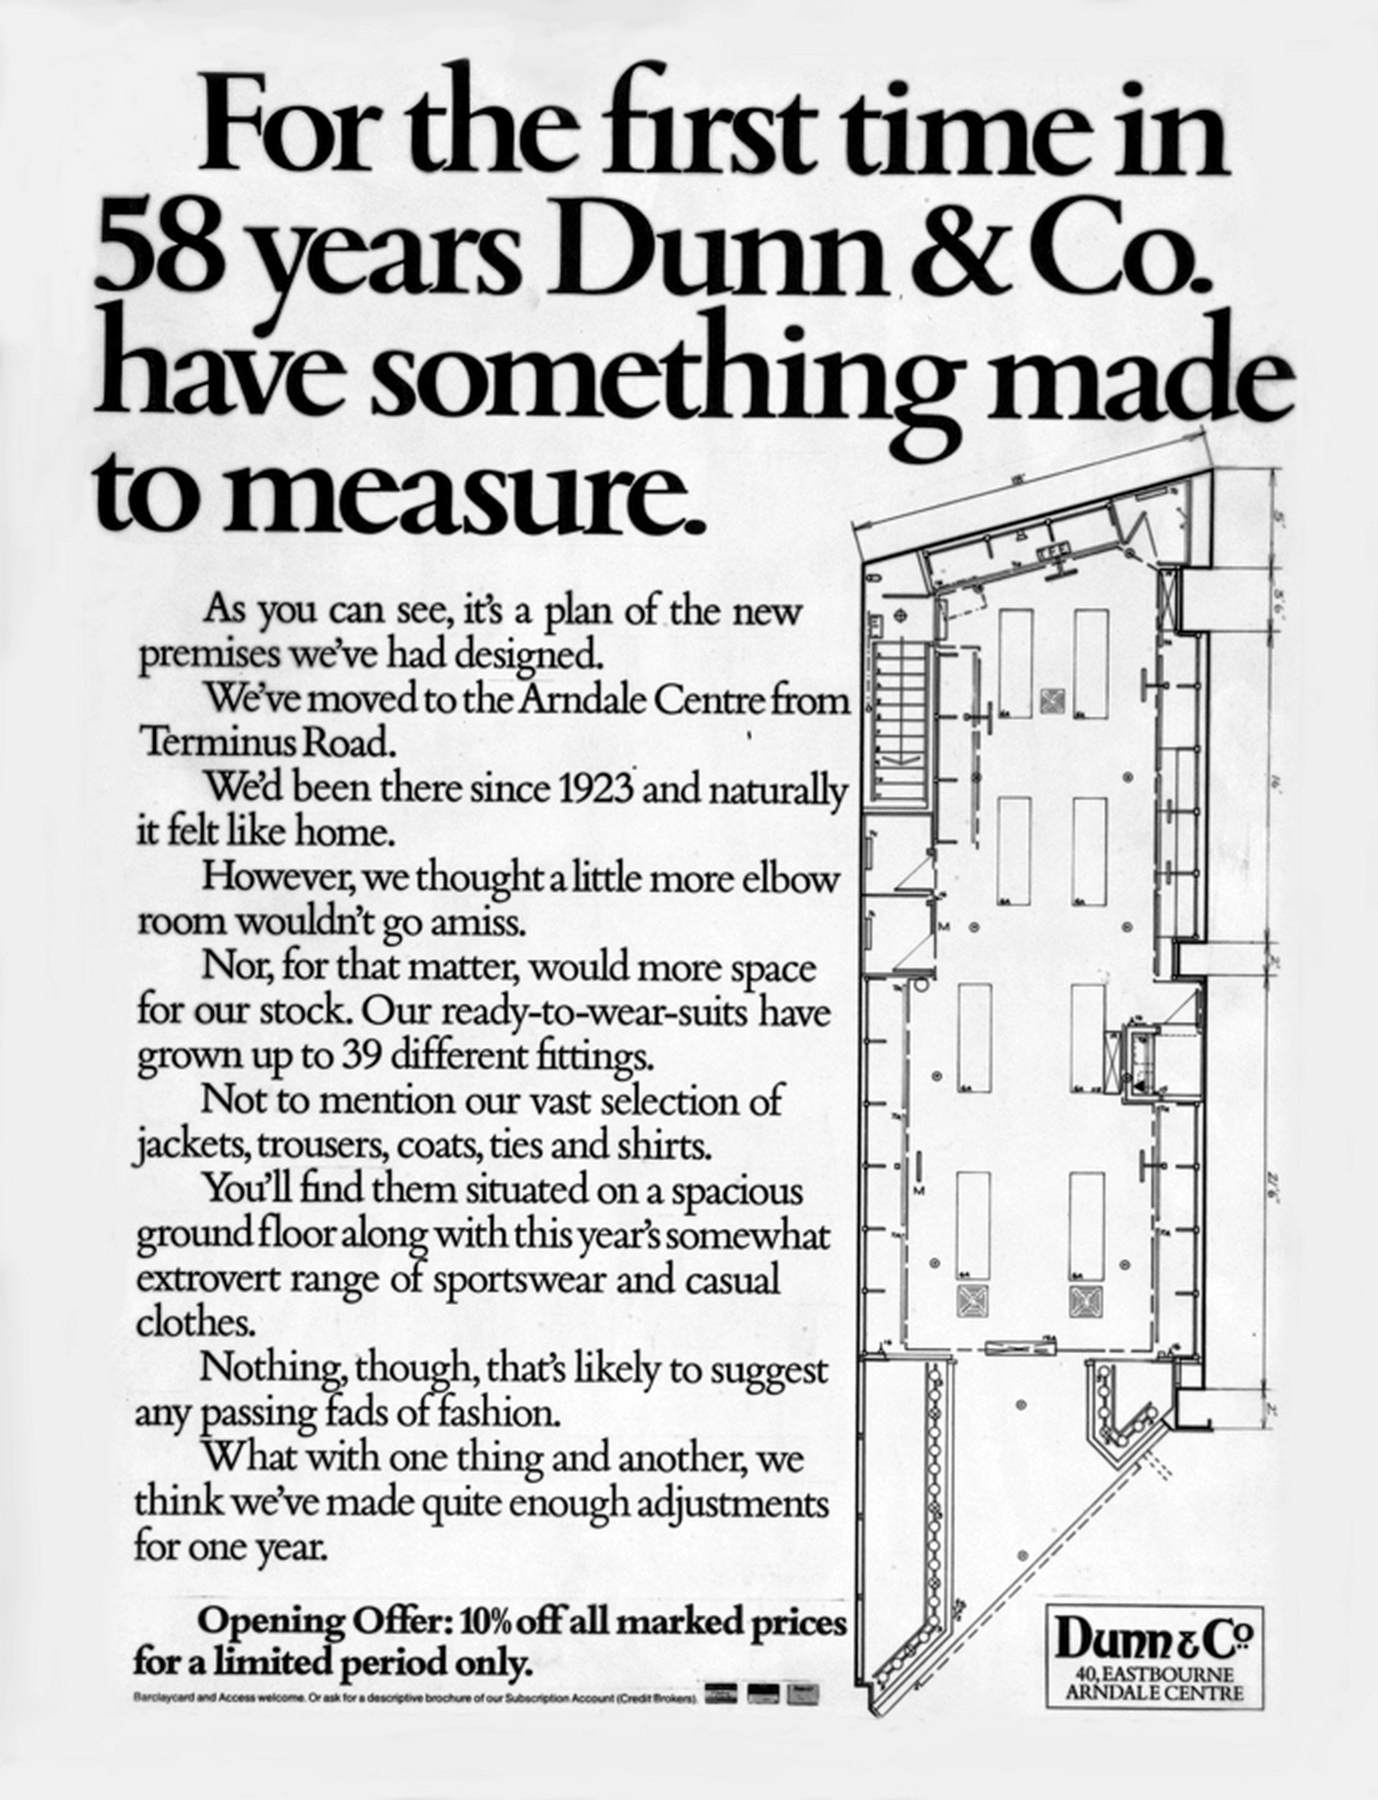 For the first time in
58 years Dunn & Co.
have something made
to measure.
As you can see, it's a plan of the new
premises we've had designed.
We've moved to the Arndale Centre from
Terminus Road.
We'd been there since 1923 and naturally
it felt like home.
However, we thought a little more elbow
room wouldn't go amiss.
Nor, for that matter, would more space
for our stock. Our ready-to-wear-suits have
grown up to 39 different fittings.
Not to mention our vast selection of
jackets, trousers, coats, ties and shirts.
You'll find them situated on a spacious
ground floor along with this year's somewhat
extrovert range of sportswear and casual
clothes.
Nothing, though, that's likely to suggest
any passing fads of fashion.
What with one thing and another, we
think we've made quite enough adjustments
for one year.
Opening Offer: 10% off all marked prices
for a limited period only.
Barclaycard and Access welcome. Or ask for a descriptive brochure of our Subscription Account (Credit Brokers).
18'
5'
3'6"
16'
2'
21'6"
2'
M
M
Dunn & Co
40, EASTBOURNE
ARNDALE CENTRE